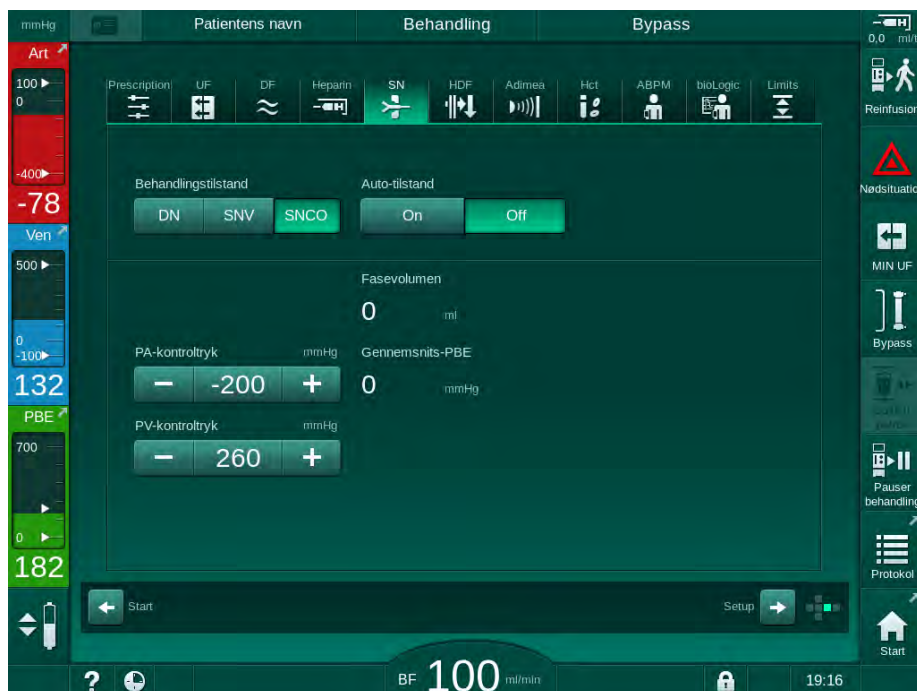 mmHg
Patientens navn
Behandling
Bypass
0,0 ml/
Art
100
0
-400
-78
Ven
500
0
-100
132
PBE
700
0
182
Prescription
UF
DF
Heparin
SN
HDF
Adimea
Hct
ABPM
bioLogic
Limits
Behandlingstilstand
Auto-tilstand
DN
SNV
SNCO
On
Off
Fasevolumen
0 ml
PA-kontroltryk mmHg
Gennemsnits-PBE
− -200 +
0 mmHg
PV-kontroltryk mmHg
− 260 +
Start
Setup
BF 100 ml/min
?
19:16
Reinfusion
Nødsituatio
MIN UF
Bypass
Pauser
behandling
Protokol
Start